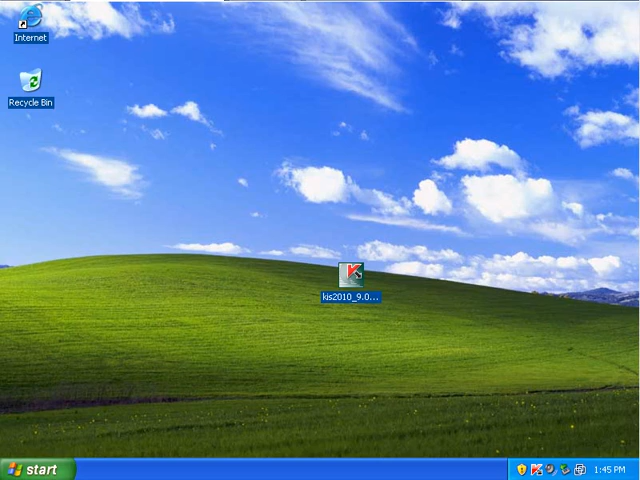 Internet
Recycle Bin
kis2010_9.0...
start
1:45 PM